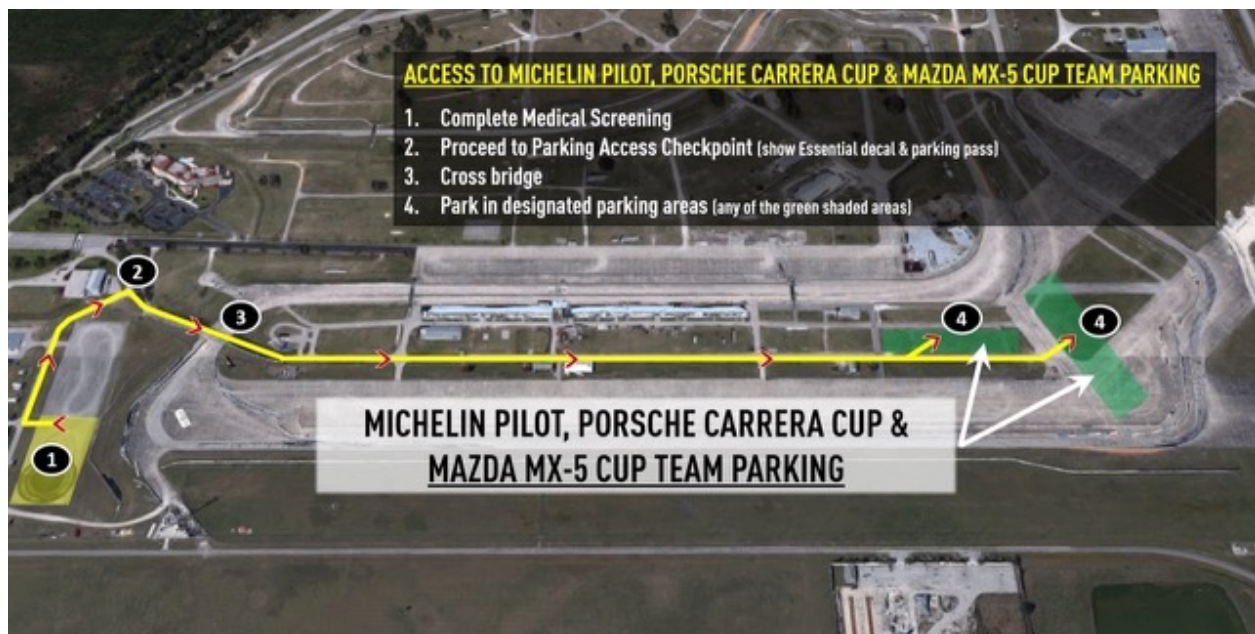 ACCESS TO MICHELIN PILOT, PORSCHE CARRERA CUP & MAZDA MX-5 CUP TEAM PARKING
1. Complete Medical Screening
2. Proceed to Parking Access Checkpoint (show Essential decal & parking pass)
3. Cross bridge
4. Park in designated parking areas (any of the green shaded areas)
2
3
4
4
1
MICHELIN PILOT, PORSCHE CARRERA CUP &
MAZDA MX-5 CUP TEAM PARKING